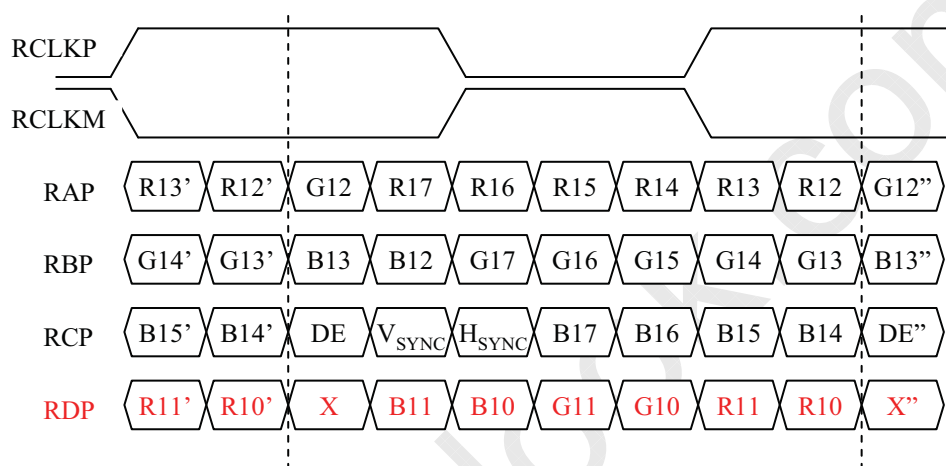 RCLKP
RCLKM
RAP R13’ R12’ G12 R17 R16 R15 R14 R13 R12 G12”
RBP G14’ G13’ B13 B12 G17 G16 G15 G14 G13 B13”
RCP B15’ B14’ DE VSYNC HSYNC B17 B16 B15 B14 DE”
RDP R11’ R10’ X B11 B10 G11 G10 R11 R10 X”